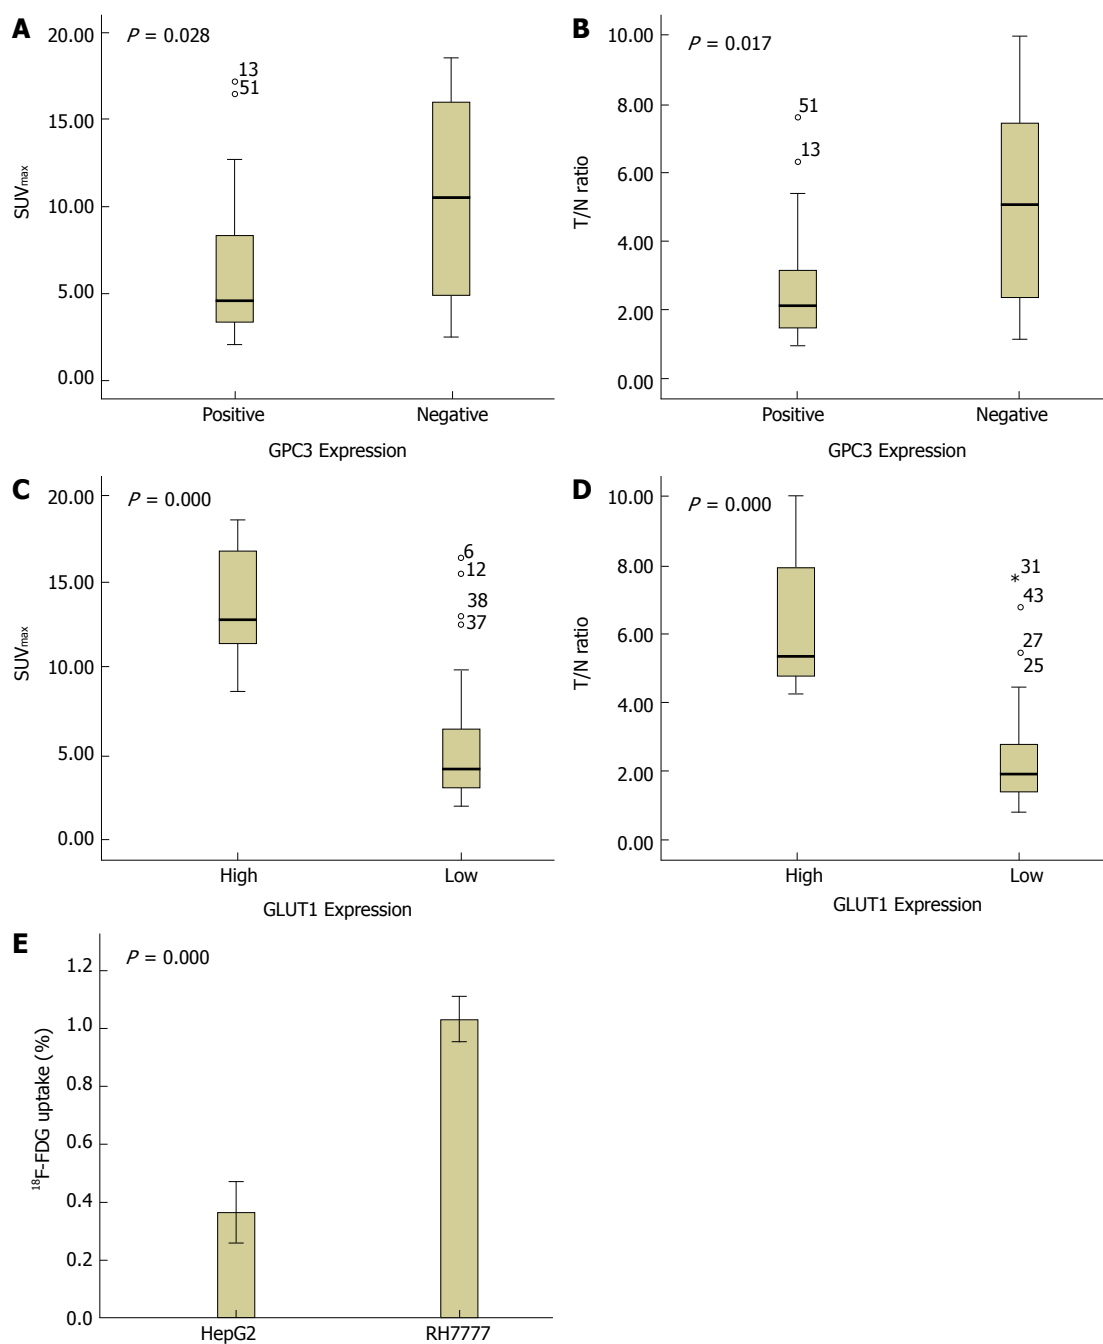 A
P = 0.028
20.00
15.00
10.00
5.00
0.00
SUVmax
13
51
Positive
Negative
GPC3 Expression
B
P = 0.017
10.00
8.00
6.00
4.00
2.00
0.00
T/N ratio
51
13
Positive
Negative
GPC3 Expression
C
P = 0.000
20.00
15.00
10.00
5.00
0.00
SUVmax
6
12
38
37
High
Low
GLUT1 Expression
D
P = 0.000
10.00
8.00
6.00
4.00
2.00
0.00
T/N ratio
*
31
43
27
25
High
Low
GLUT1 Expression
E
P = 0.000
1.2
1.0
0.8
0.6
0.4
0.2
0.0
¹⁸F-FDG uptake (%)
HepG2
RH7777